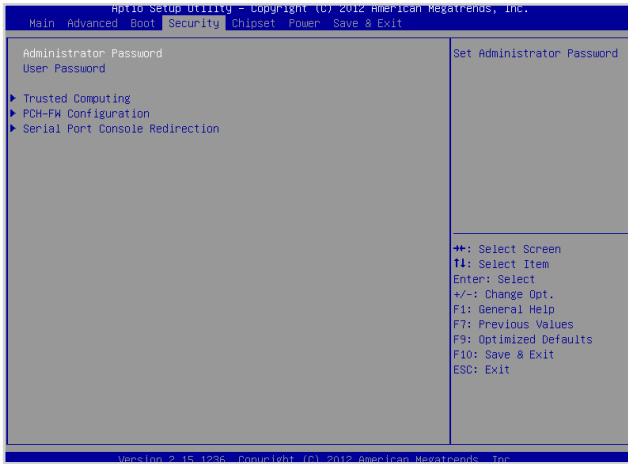 Aptio Setup Utility – Copyright (C) 2012 American Megatrends, Inc.
Main Advanced Boot Security Chipset Power Save & Exit
Administrator Password
User Password
▶ Trusted Computing
▶ PCH-FW Configuration
▶ Serial Port Console Redirection
Set Administrator Password
→←: Select Screen
↑↓: Select Item
Enter: Select
+/-: Change Opt.
F1: General Help
F7: Previous Values
F9: Optimized Defaults
F10: Save & Exit
ESC: Exit
Version 2.15.1236. Copyright (C) 2012 American Megatrends, Inc.